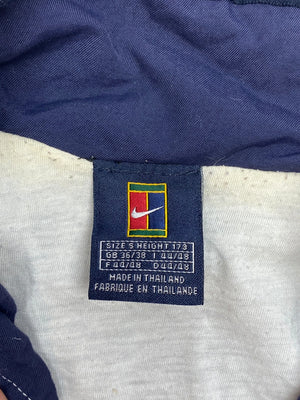 SIZE S HEIGHT 173
GB 36/38 I 44/48
F 44/48 D 44/48
MADE IN THAILAND
FABRIQUE EN THAILANDE